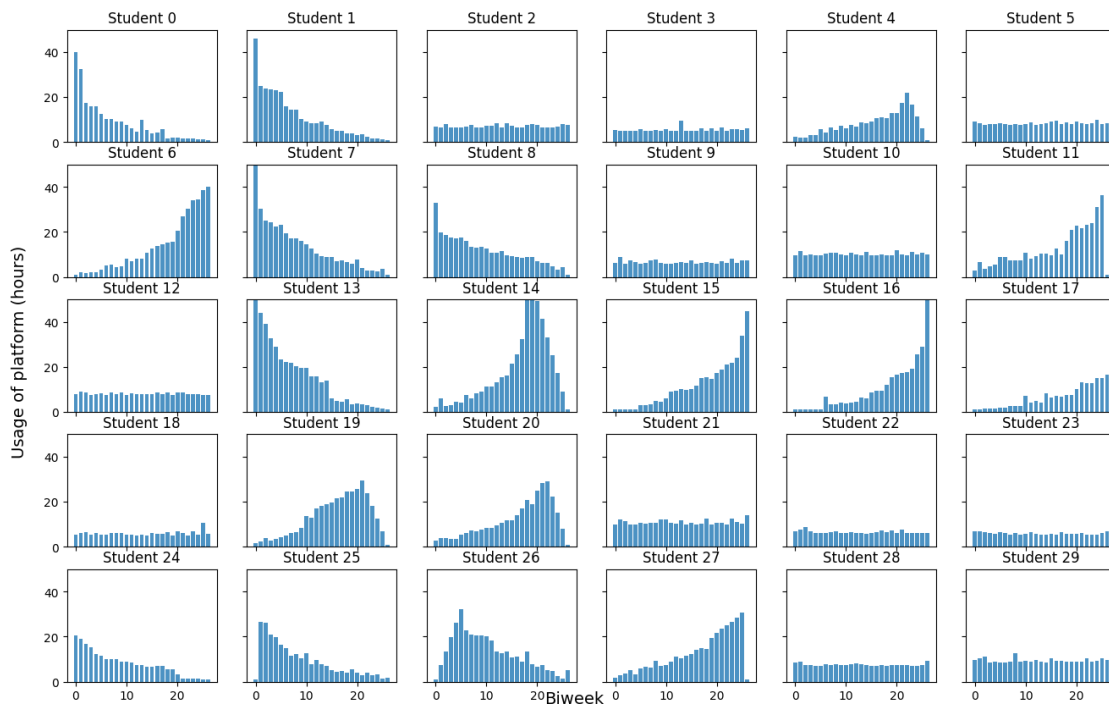 Student 0 Student 1 Student 2 Student 3 Student 4 Student 5
40
20
0
Student 6 Student 7 Student 8 Student 9 Student 10 Student 11
40
20
0
Student 12 Student 13 Student 14 Student 15 Student 16 Student 17
40
20
0
Student 18 Student 19 Student 20 Student 21 Student 22 Student 23
40
20
0
Student 24 Student 25 Student 26 Student 27 Student 28 Student 29
40
20
0
0 10 20 0 10 20 0 10 20 0 10 20 0 10 20 0 10 20
Usage of platform (hours)
Biweek